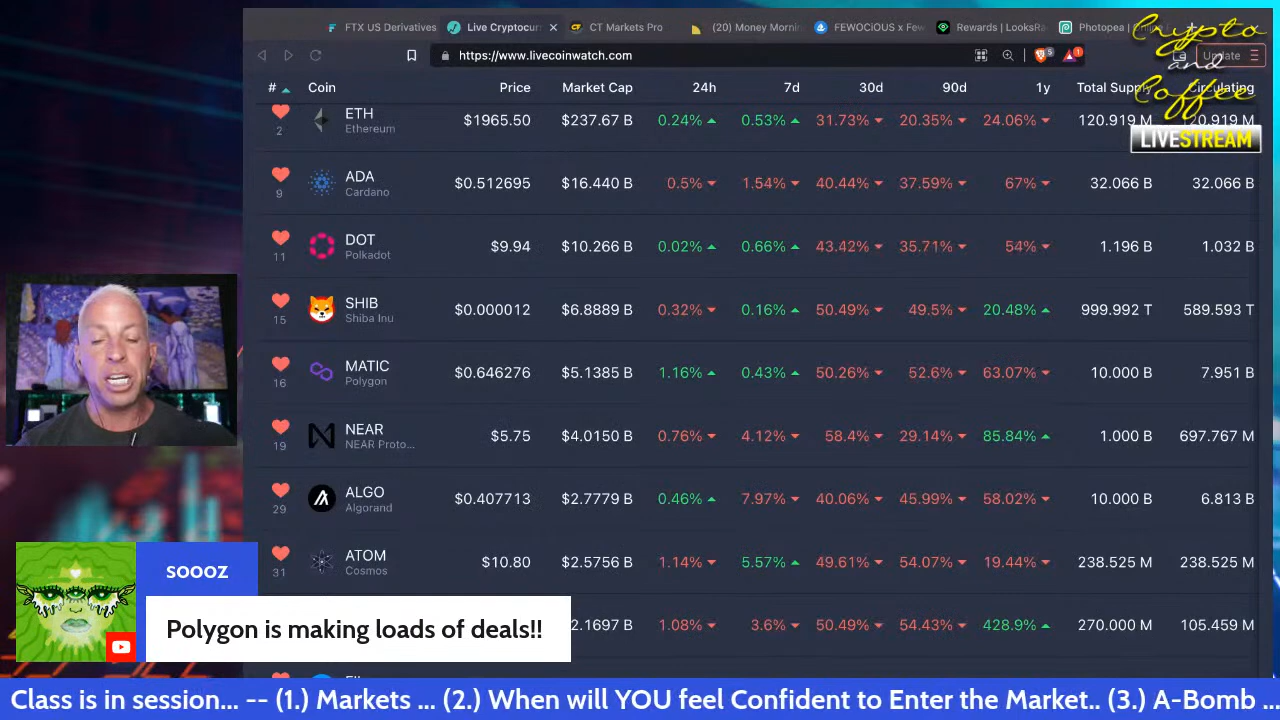 FTX US Derivatives
Live Cryptocurr
CT Markets Pro
(20) Money Morni
FEWOCiOUS x Few
Rewards | LooksRa
Photopea | Onli
https://www.livecoinwatch.com
5
1
Update
Crypto
and
Coffee
LIVESTREAM
# Coin Price Market Cap 24h 7d 30d 90d 1y Total Supply Circulating
ETH $1965.50 $237.67 B 0.24% 0.53% 31.73% 20.35% 24.06% 120.919 M 120.919 M
2 Ethereum
ADA $0.512695 $16.440 B 0.5% 1.54% 40.44% 37.59% 67% 32.066 B 32.066 B
9 Cardano
DOT $9.94 $10.266 B 0.02% 0.66% 43.42% 35.71% 54% 1.196 B 1.032 B
11 Polkadot
SHIB $0.000012 $6.8889 B 0.32% 0.16% 50.49% 49.5% 20.48% 999.992 T 589.593 T
15 Shiba Inu
MATIC $0.646276 $5.1385 B 1.16% 0.43% 50.26% 52.6% 63.07% 10.000 B 7.951 B
16 Polygon
NEAR $5.75 $4.0150 B 0.76% 4.12% 58.4% 29.14% 85.84% 1.000 B 697.767 M
19 NEAR Proto...
ALGO $0.407713 $2.7779 B 0.46% 7.97% 40.06% 45.99% 58.02% 10.000 B 6.813 B
29 Algorand
ATOM $10.80 $2.5756 B 1.14% 5.57% 49.61% 54.07% 19.44% 238.525 M 238.525 M
31 Cosmos
2.1697 B 1.08% 3.6% 50.49% 54.43% 428.9% 270.000 M 105.459 M
SOOOZ
Polygon is making loads of deals!!
Class is in session... -- (1.) Markets ... (2.) When will YOU feel Confident to Enter the Market.. (3.) A-Bomb ...